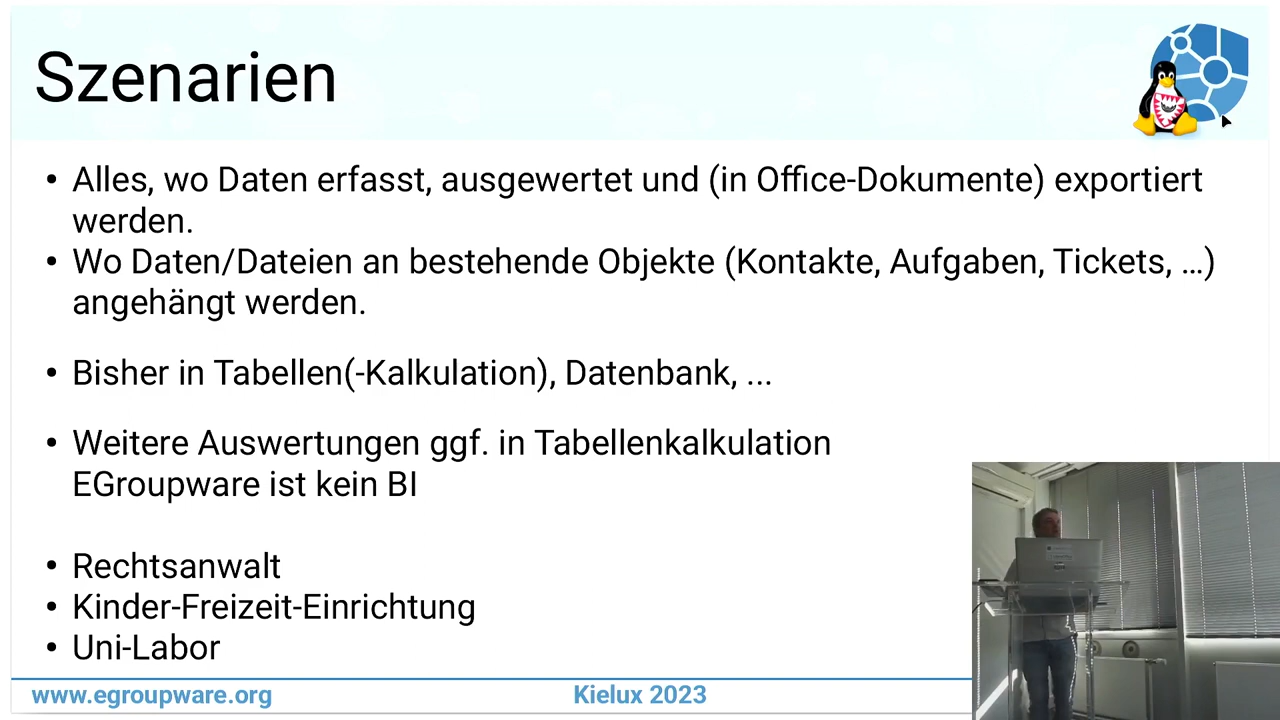 Szenarien
• Alles, wo Daten erfasst, ausgewertet und (in Office-Dokumente) exportiert
werden.
• Wo Daten/Dateien an bestehende Objekte (Kontakte, Aufgaben, Tickets, ...)
angehängt werden.
• Bisher in Tabellen(-Kalkulation), Datenbank, ...
• Weitere Auswertungen ggf. in Tabellenkalkulation
EGroupware ist kein BI
• Rechtsanwalt
• Kinder-Freizeit-Einrichtung
• Uni-Labor
www.egroupware.org
Kielux 2023